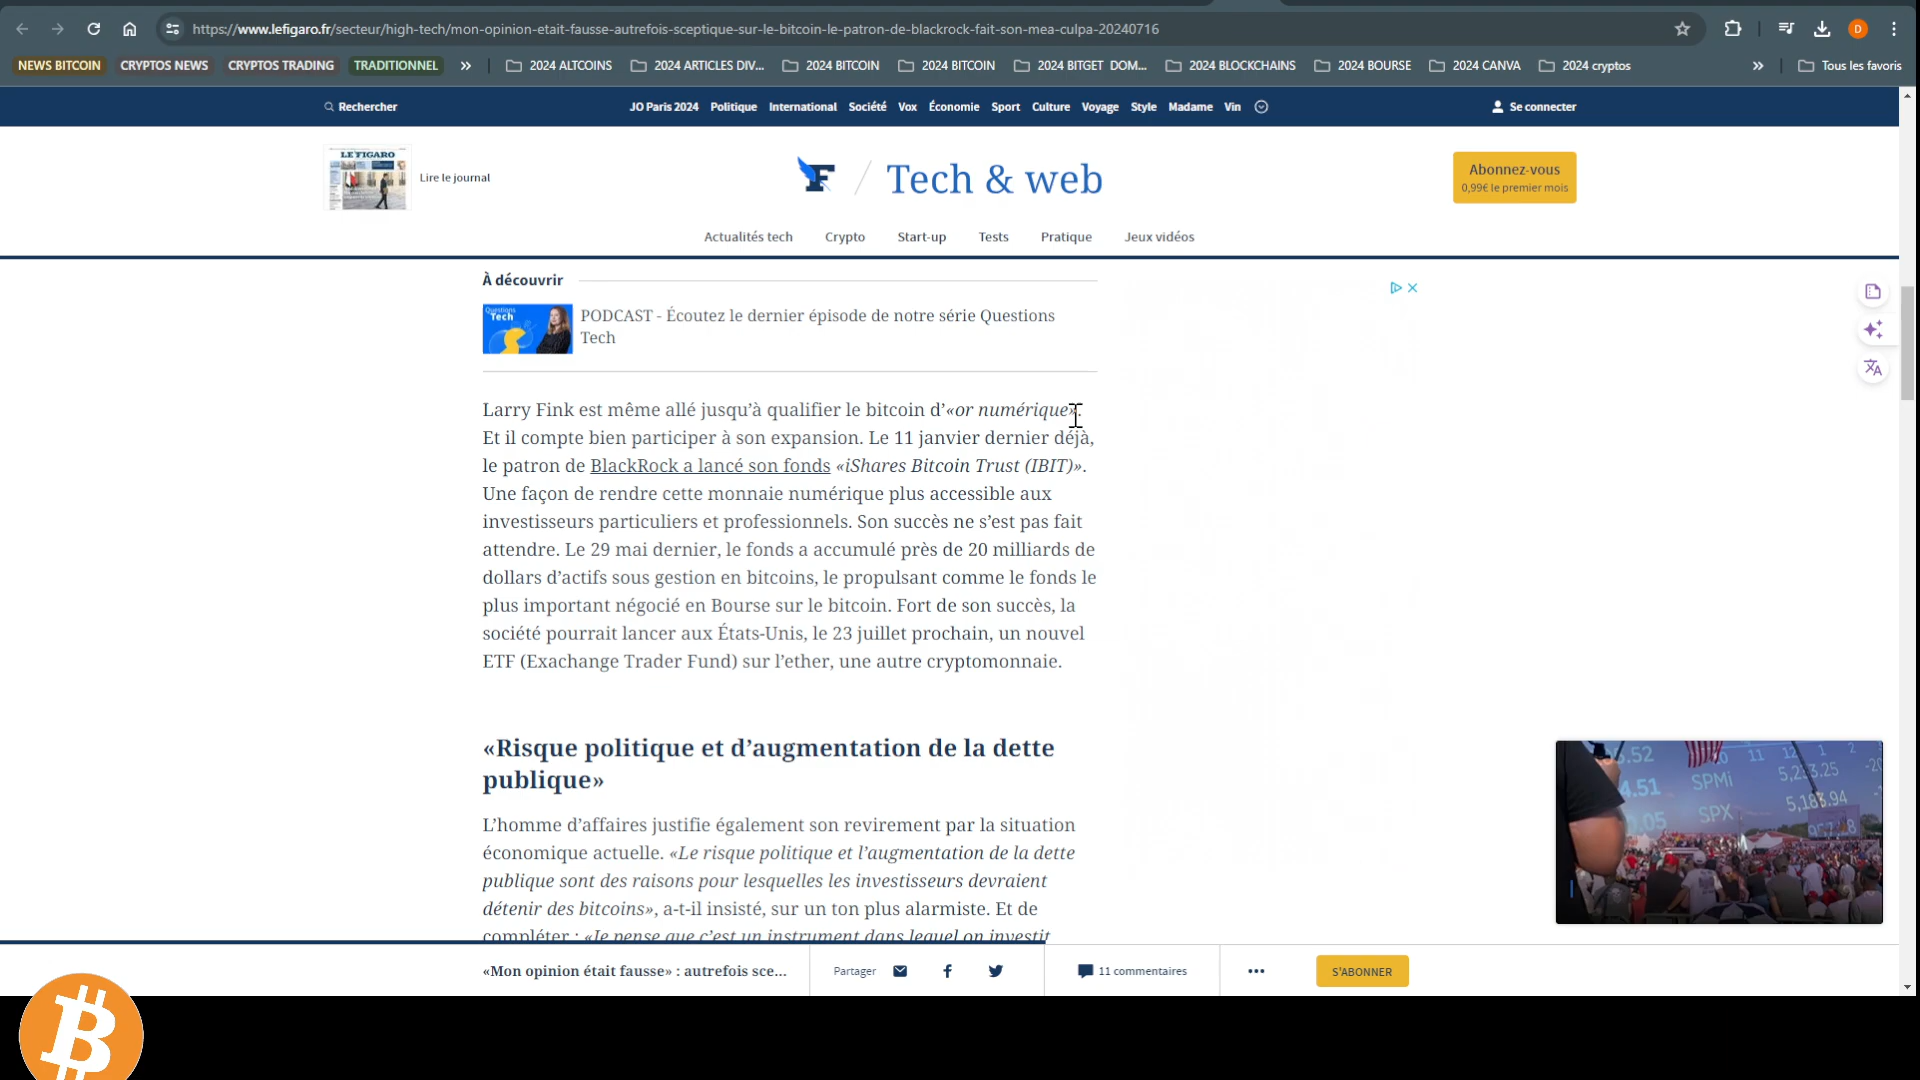 https://www.lefigaro.fr/secteur/high-tech/mon-opinion-etait-fausse-autrefois-sceptique-sur-le-bitcoin-le-patron-de-blackrock-fait-son-mea-culpa-20240716
D
NEWS BITCOIN CRYPTOS NEWS CRYPTOS TRADING TRADITIONNEL » 2024 ALTCOINS 2024 ARTICLES DIV... 2024 BITCOIN 2024 BITCOIN 2024 BITGET DOM... 2024 BLOCKCHAINS 2024 BOURSE 2024 CANVA 2024 cryptos » Tous les favoris
Rechercher JO Paris 2024 Politique International Société Vox Économie Sport Culture Voyage Style Madame Vin Se connecter
LE FIGARO
Lire le journal
F / Tech & web
Abonnez-vous
0,99€ le premier mois
Actualités tech Crypto Start-up Tests Pratique Jeux vidéos
À découvrir
Questions
Tech
PODCAST - Écoutez le dernier épisode de notre série Questions
Tech
Larry Fink est même allé jusqu’à qualifier le bitcoin d’«or numérique».
Et il compte bien participer à son expansion. Le 11 janvier dernier déjà,
le patron de BlackRock a lancé son fonds «iShares Bitcoin Trust (IBIT)».
Une façon de rendre cette monnaie numérique plus accessible aux
investisseurs particuliers et professionnels. Son succès ne s’est pas fait
attendre. Le 29 mai dernier, le fonds a accumulé près de 20 milliards de
dollars d’actifs sous gestion en bitcoins, le propulsant comme le fonds le
plus important négocié en Bourse sur le bitcoin. Fort de son succès, la
société pourrait lancer aux États-Unis, le 23 juillet prochain, un nouvel
ETF (Exachange Trader Fund) sur l’ether, une autre cryptomonnaie.
«Risque politique et d’augmentation de la dette
publique»
L’homme d’affaires justifie également son revirement par la situation
économique actuelle. «Le risque politique et l’augmentation de la dette
publique sont des raisons pour lesquelles les investisseurs devraient
détenir des bitcoins», a-t-il insisté, sur un ton plus alarmiste. Et de
compléter : «Je pense que c’est un instrument dans lequel on investit
SPMi
SPX
5,183.94
«Mon opinion était fausse» : autrefois sce... Partager 11 commentaires ••• S'ABONNER